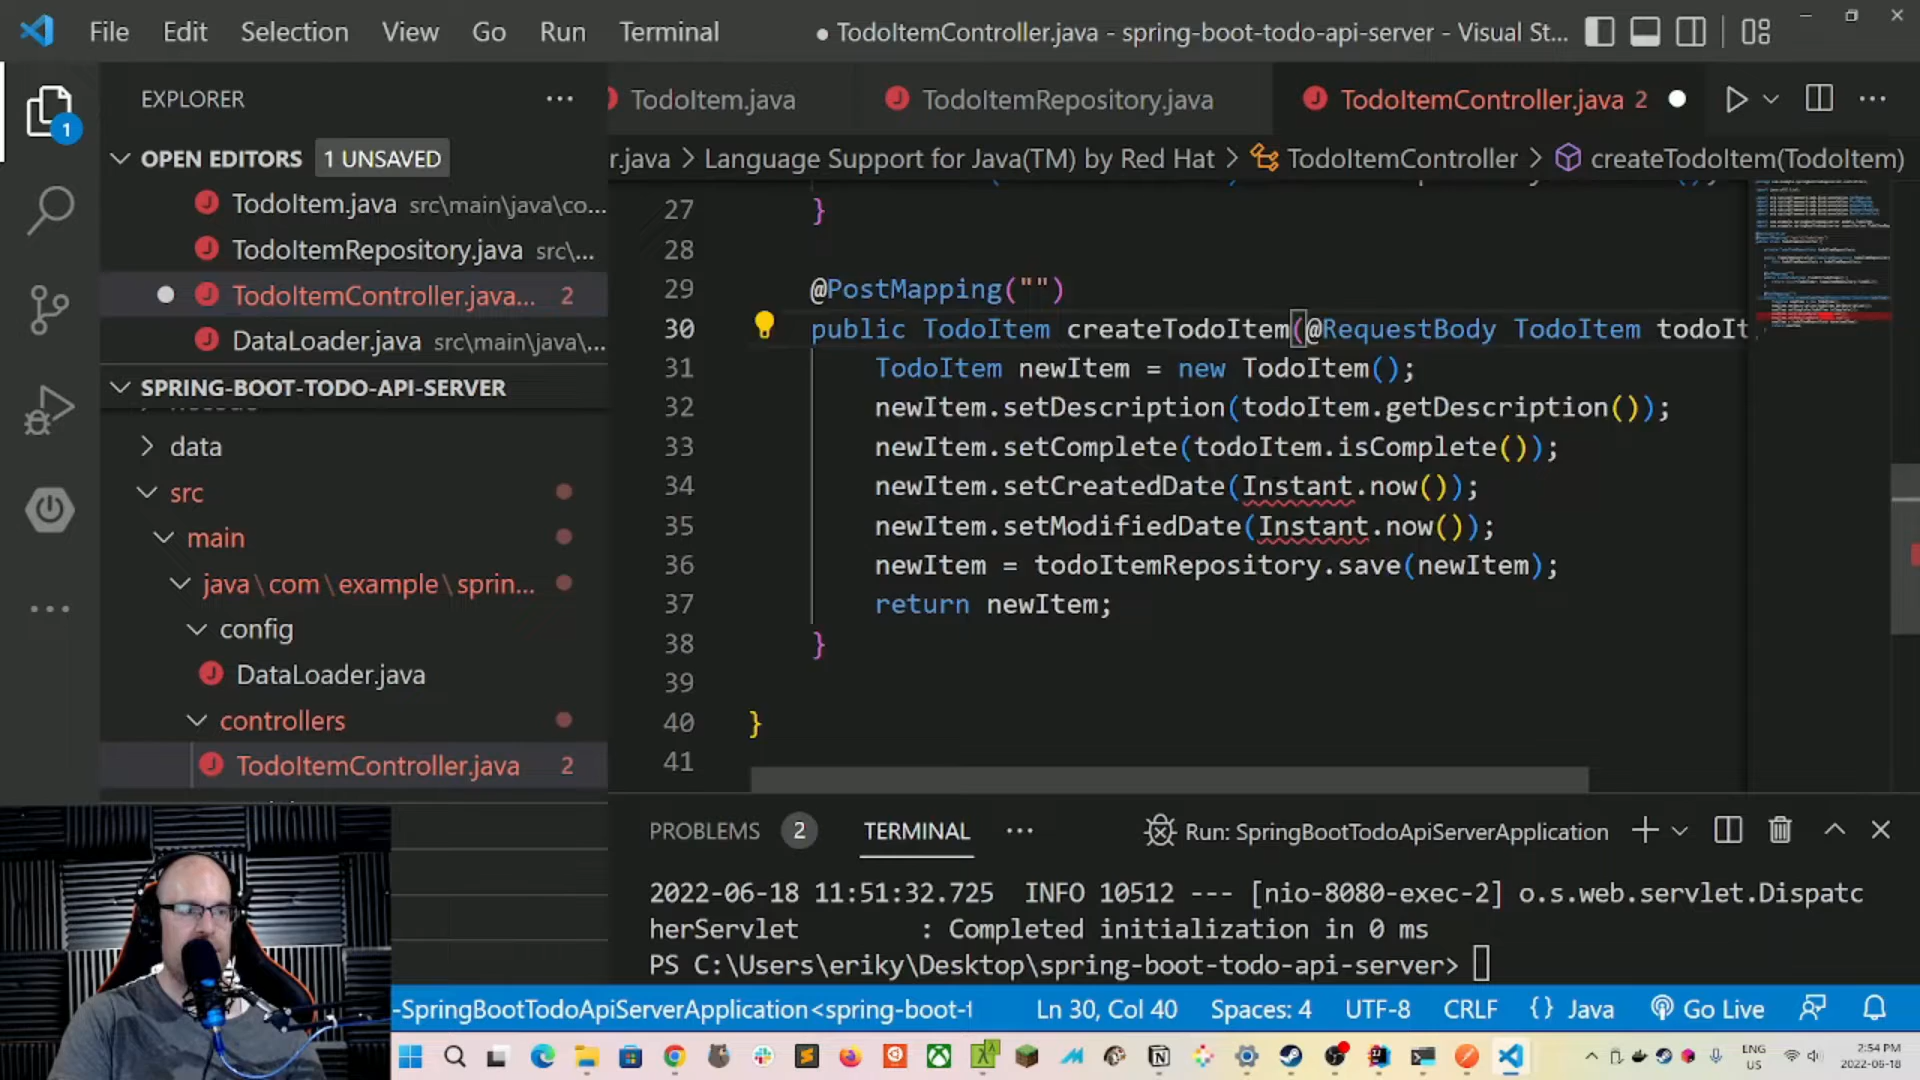 File Edit Selection View Go Run Terminal
● TodoItemController.java - spring-boot-todo-api-server - Visual St...
EXPLORER
OPEN EDITORS 1 UNSAVED
TodoItem.java src\main\java\co...
TodoItemRepository.java src\...
TodoItemController.java... 2
DataLoader.java src\main\java\...
SPRING-BOOT-TODO-API-SERVER
data
src
main
java\com\example\sprin...
config
DataLoader.java
controllers
TodoItemController.java 2
1
TodoItem.java TodoItemRepository.java TodoItemController.java 2
r.java > Language Support for Java(TM) by Red Hat > TodoItemController > createTodoItem(TodoItem)
27 }
28
29 @PostMapping("")
30 public TodoItem createTodoItem(@RequestBody TodoItem todoIt
31 TodoItem newItem = new TodoItem();
32 newItem.setDescription(todoItem.getDescription());
33 newItem.setComplete(todoItem.isComplete());
34 newItem.setCreatedDate(Instant.now());
35 newItem.setModifiedDate(Instant.now());
36 newItem = todoItemRepository.save(newItem);
37 return newItem;
38 }
39
40 }
41
PROBLEMS 2 TERMINAL ··· Run: SpringBootTodoApiServerApplication
2022-06-18 11:51:32.725 INFO 10512 --- [nio-8080-exec-2] o.s.web.servlet.Dispatc
herServlet : Completed initialization in 0 ms
PS C:\Users\eriky\Desktop\spring-boot-todo-api-server>
-SpringBootTodoApiServerApplication<spring-boot-t Ln 30, Col 40 Spaces: 4 UTF-8 CRLF {} Java Go Live
ENG
US
2:54 PM
2022-06-18